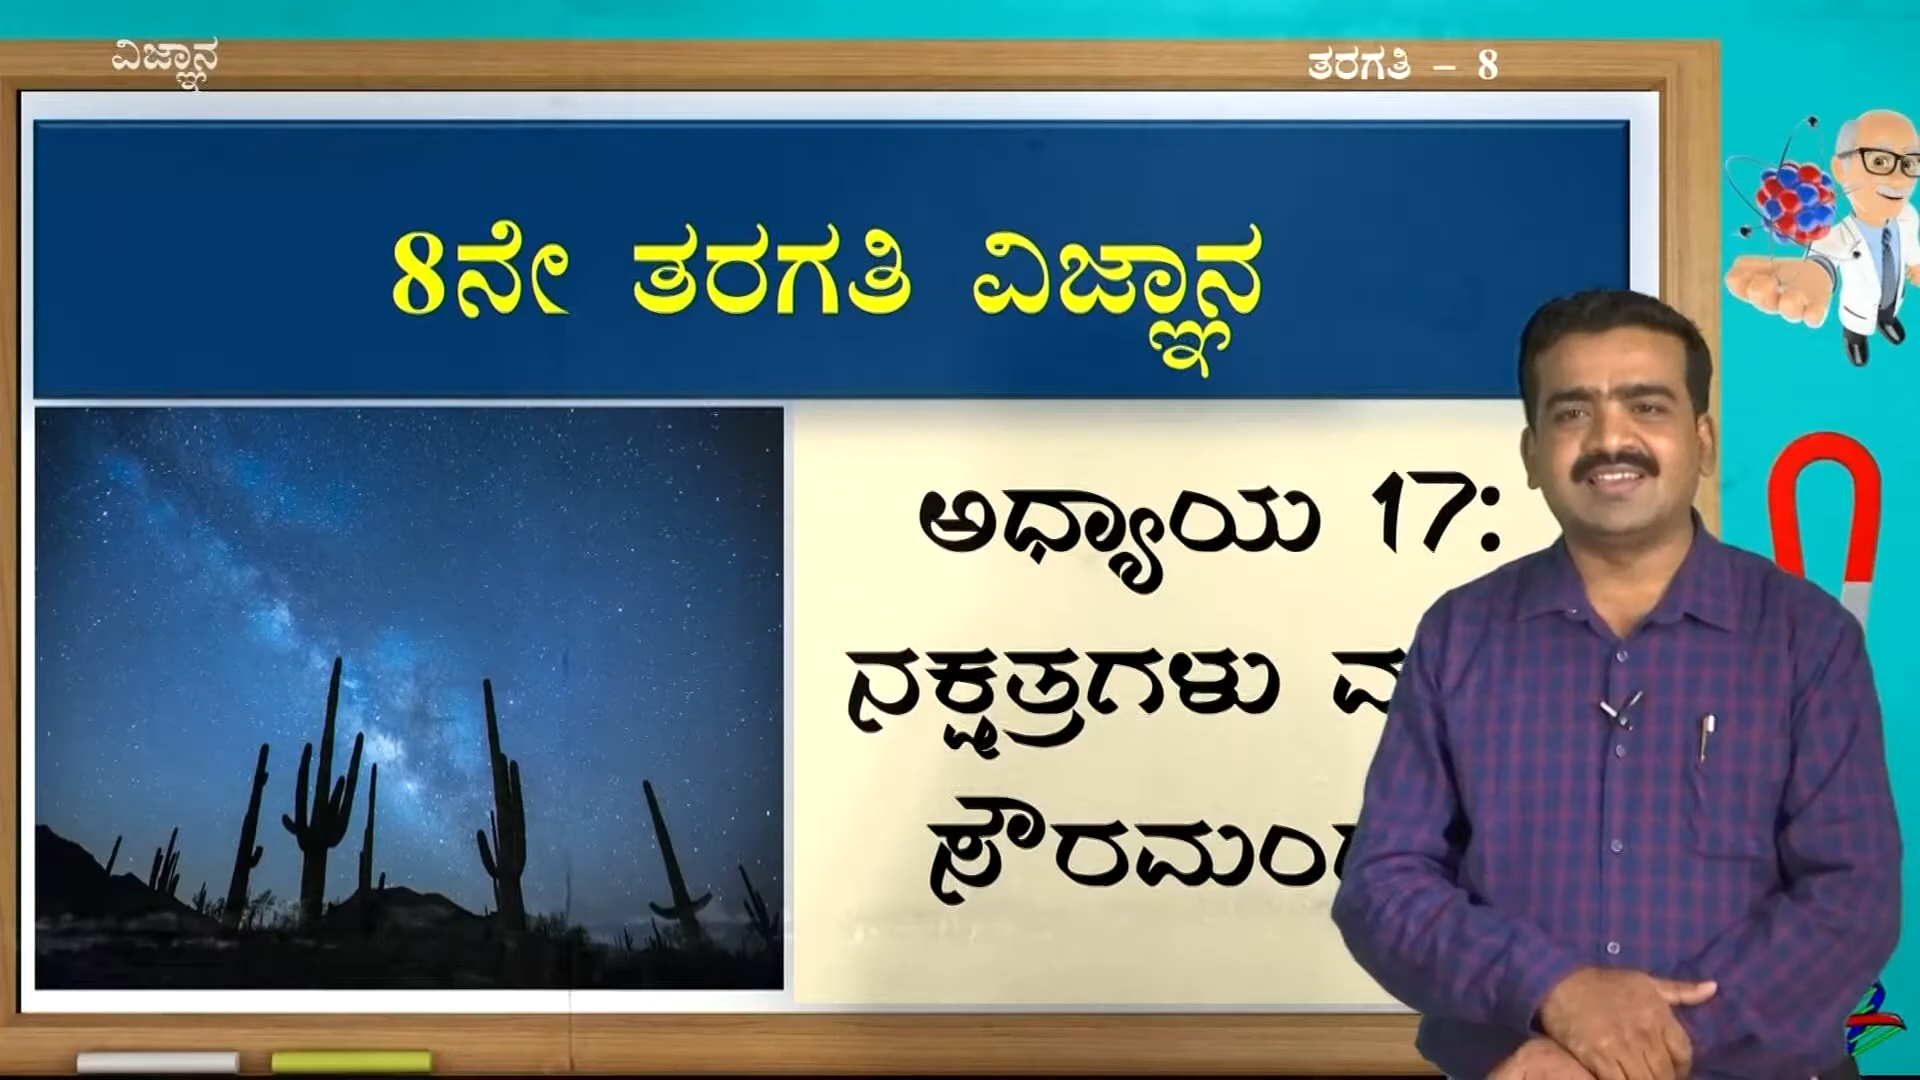 ವಿಜ್ಞಾನ
ತರಗತಿ – 8
8ನೇ ತರಗತಿ ವಿಜ್ಞಾನ
ಅಧ್ಯಾಯ 17:
ನಕ್ಷತ್ರಗಳು